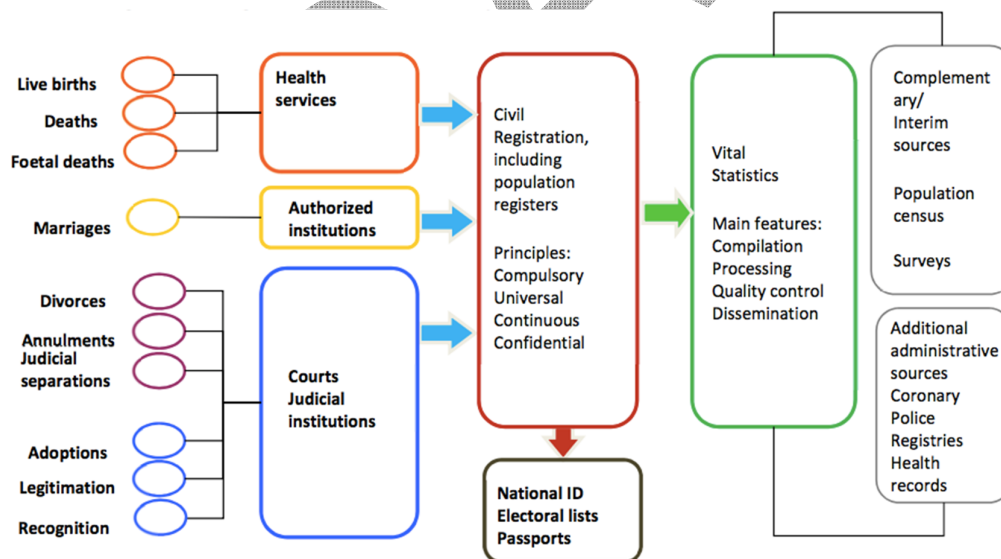 Live births
Deaths
Foetal deaths
Marriages
Divorces
Annulments
Judicial
separations
Adoptions
Legitimation
Recognition
Health
services
Authorized
institutions
Courts
Judicial
institutions
Civil
Registration,
including
population
registers
Principles:
Compulsory
Universal
Continuous
Confidential
National ID
Electoral lists
Passports
Vital
Statistics
Main features:
Compilation
Processing
Quality control
Dissemination
Complement
ary/
Interim
sources
Population
census
Surveys
Additional
administrative
sources
Coronary
Police
Registries
Health
records